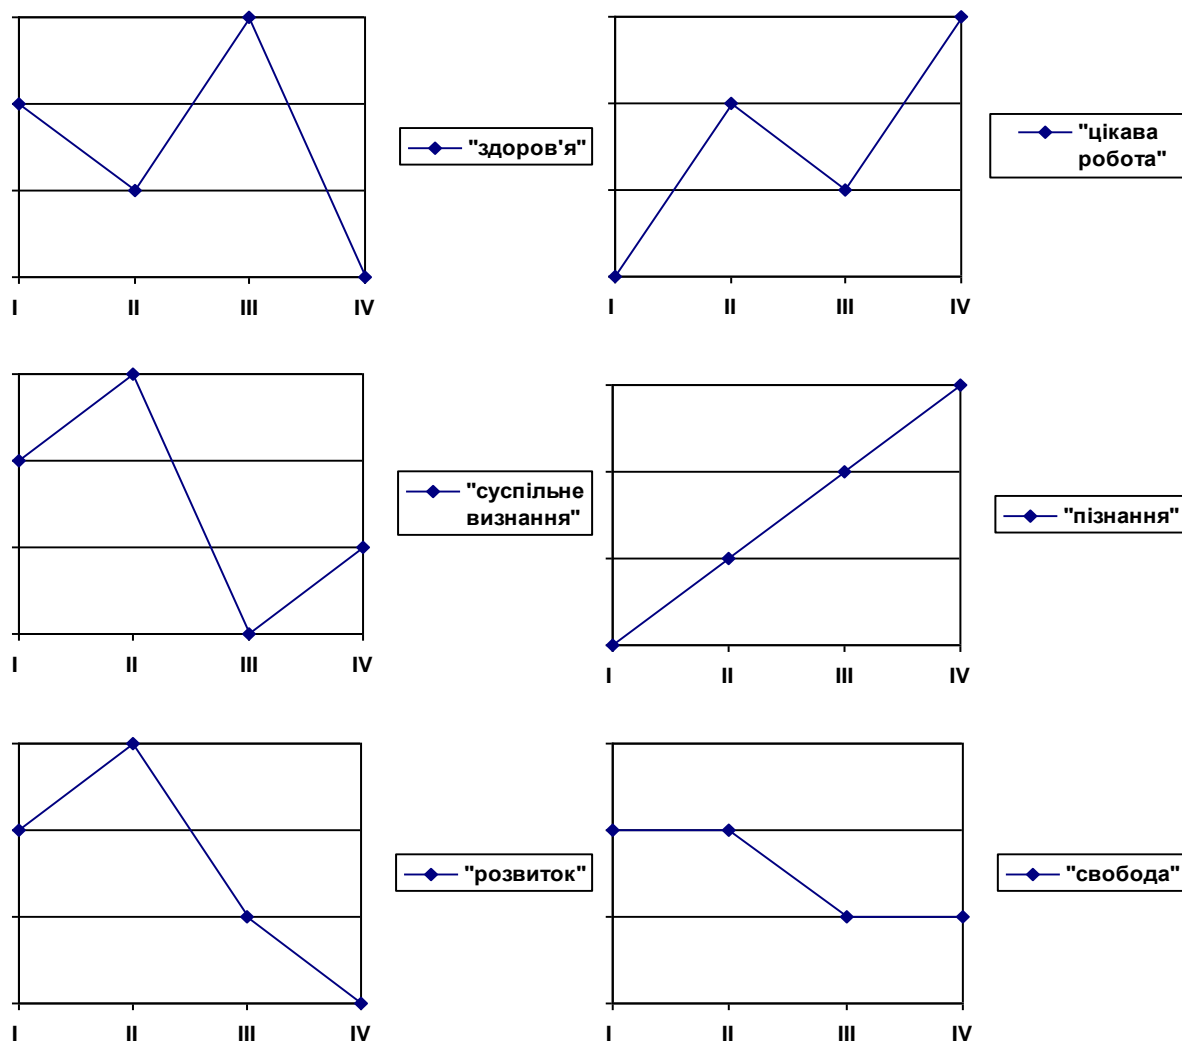 "здоров'я"
I II III IV
"цікава
робота"
I II III IV
"суспільне
визнання"
I II III IV
"пізнання"
I II III IV
"розвиток"
I II III IV
"свобода"
I II III IV